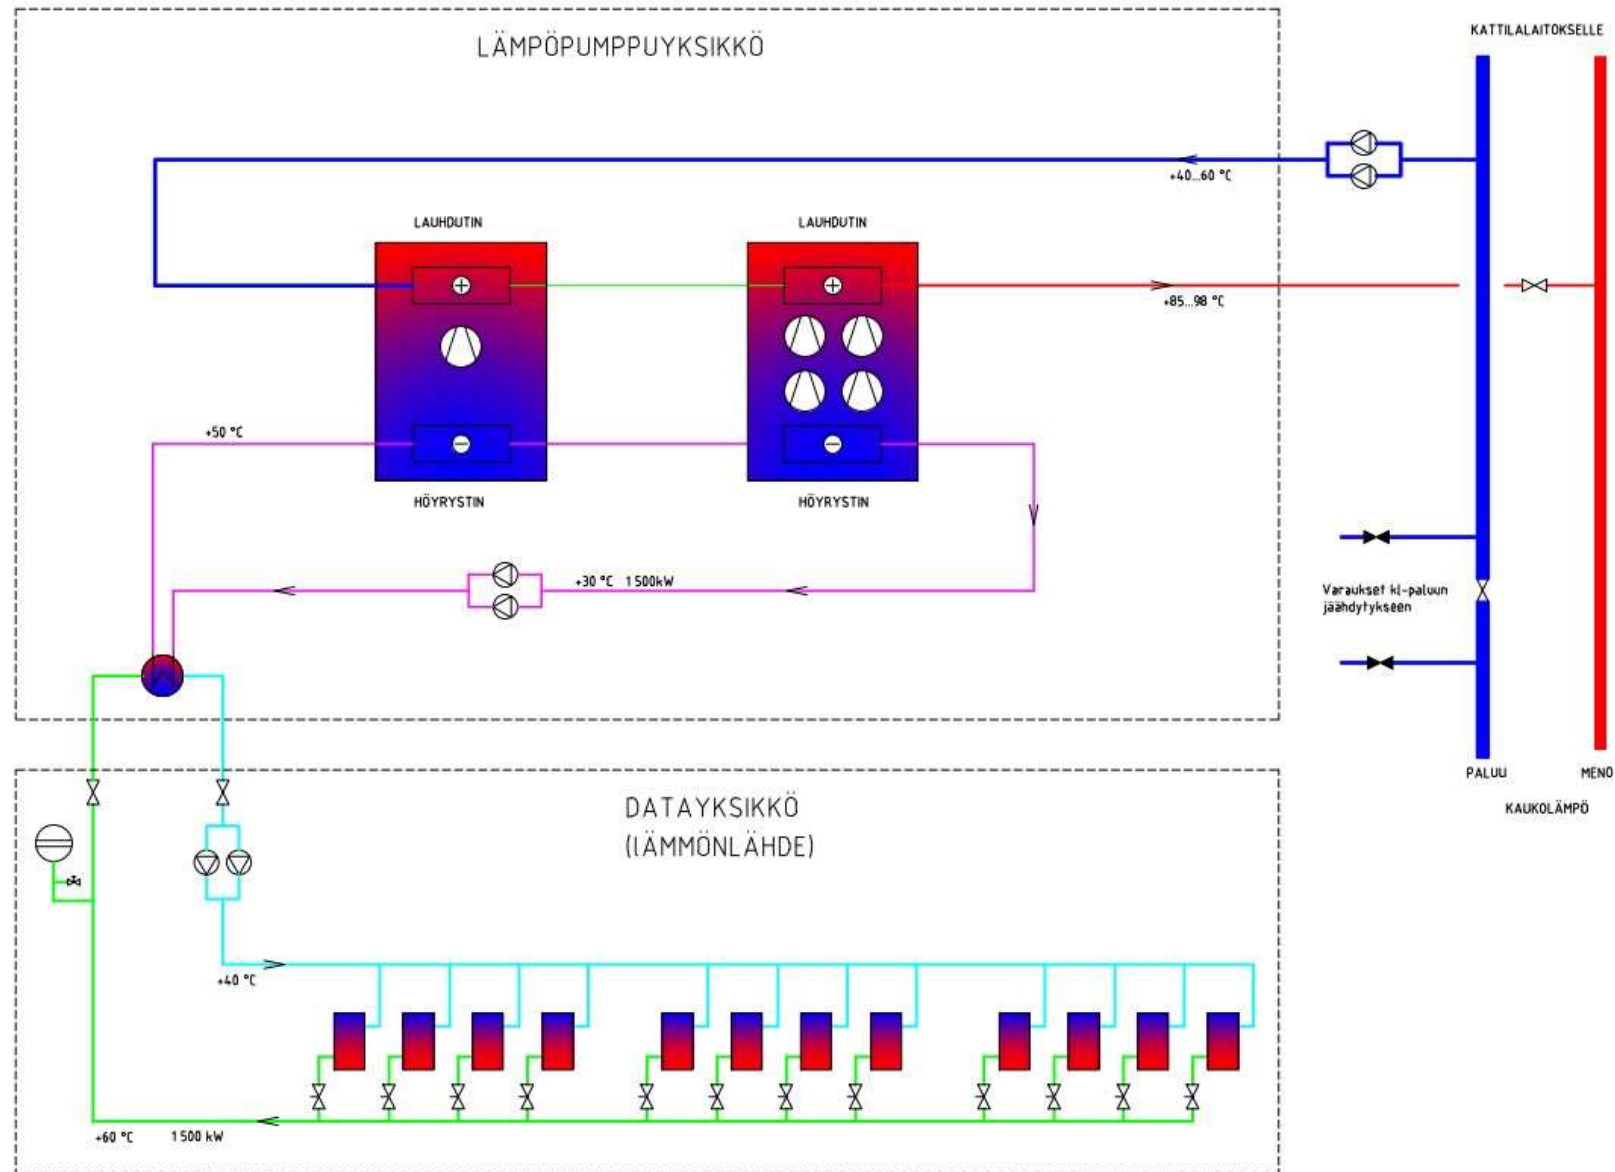 LÄMPÖPUMPPUYKSIKKÖ
KATTILALAITOKSELLE
+40...60 °C
LAUHDUTIN
LAUHDUTIN
+85...98 °C
+50 °C
HÖYRYSTIN
HÖYRYSTIN
+30 °C 1 500kW
Varaukset kl-paluun
jäähdytykseen
PALUU
MENO
KAUKOLÄMPÖ
DATAYKSIKKÖ
(lÄMMÖNLÄHDE)
+40 °C
+60 °C 1 500 kW